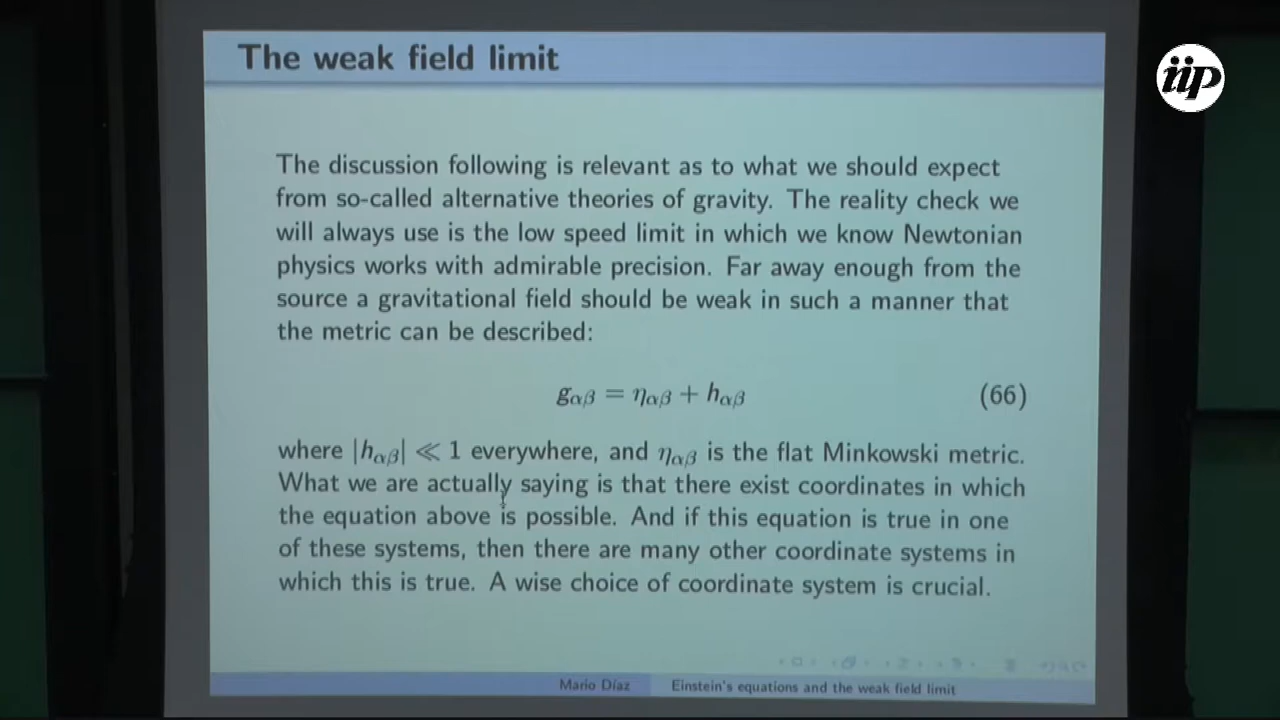 The weak field limit
iip
The discussion following is relevant as to what we should expect
from so-called alternative theories of gravity. The reality check we
will always use is the low speed limit in which we know Newtonian
physics works with admirable precision. Far away enough from the
source a gravitational field should be weak in such a manner that
the metric can be described:
gαβ = ηαβ + hαβ (66)
where |hαβ| ≪ 1 everywhere, and ηαβ is the flat Minkowski metric.
What we are actually saying is that there exist coordinates in which
the equation above is possible. And if this equation is true in one
of these systems, then there are many other coordinate systems in
which this is true. A wise choice of coordinate system is crucial.
Mario Díaz Einstein's equations and the weak field limit